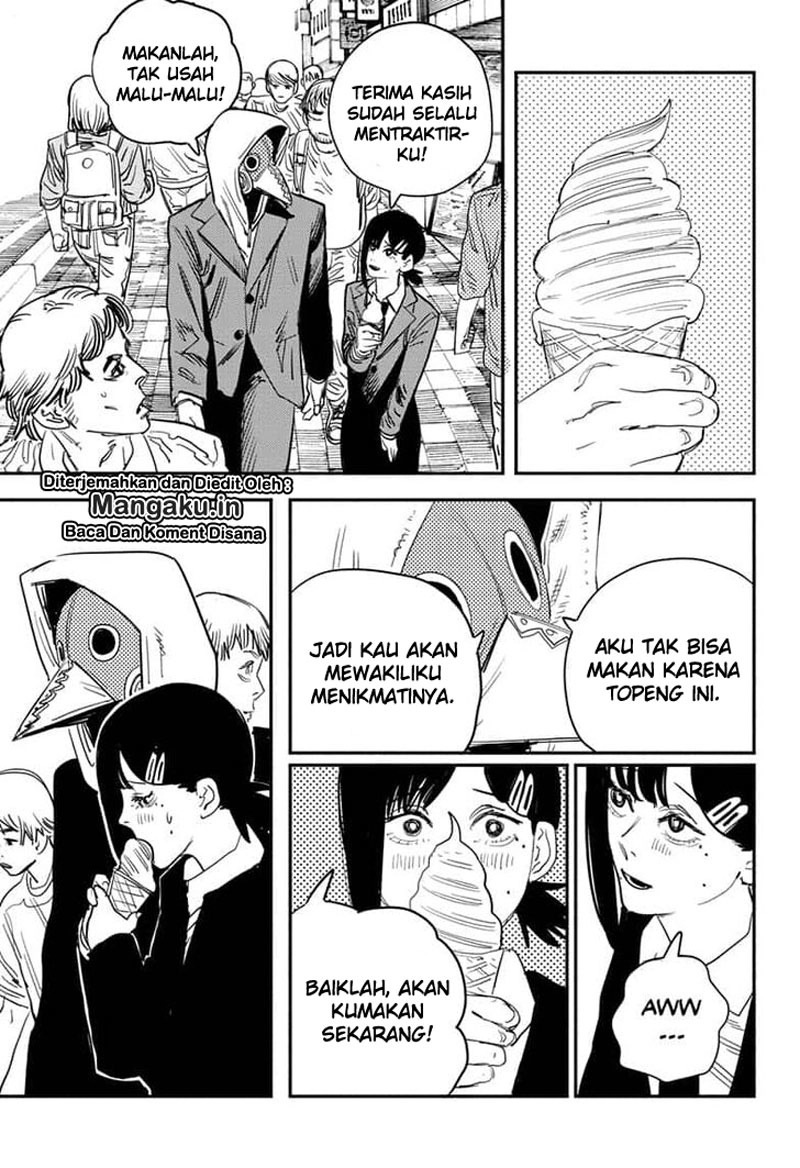 TERIMA KASIH
SUDAH SELALU
MENTRAKTIR-
KU!
MAKANLAH,
TAK USAH
MALU-MALU!
Diterjemahkan dan Diedit Oleh :
Mangaku.in
Baca Dan Koment Disana
AKU TAK BISA
MAKAN KARENA
TOPENG INI.
JADI KAU AKAN
MEWAKILIKU
MENIKMATINYA.
AWW
...
BAIKLAH, AKAN
KUMAKAN
SEKARANG!